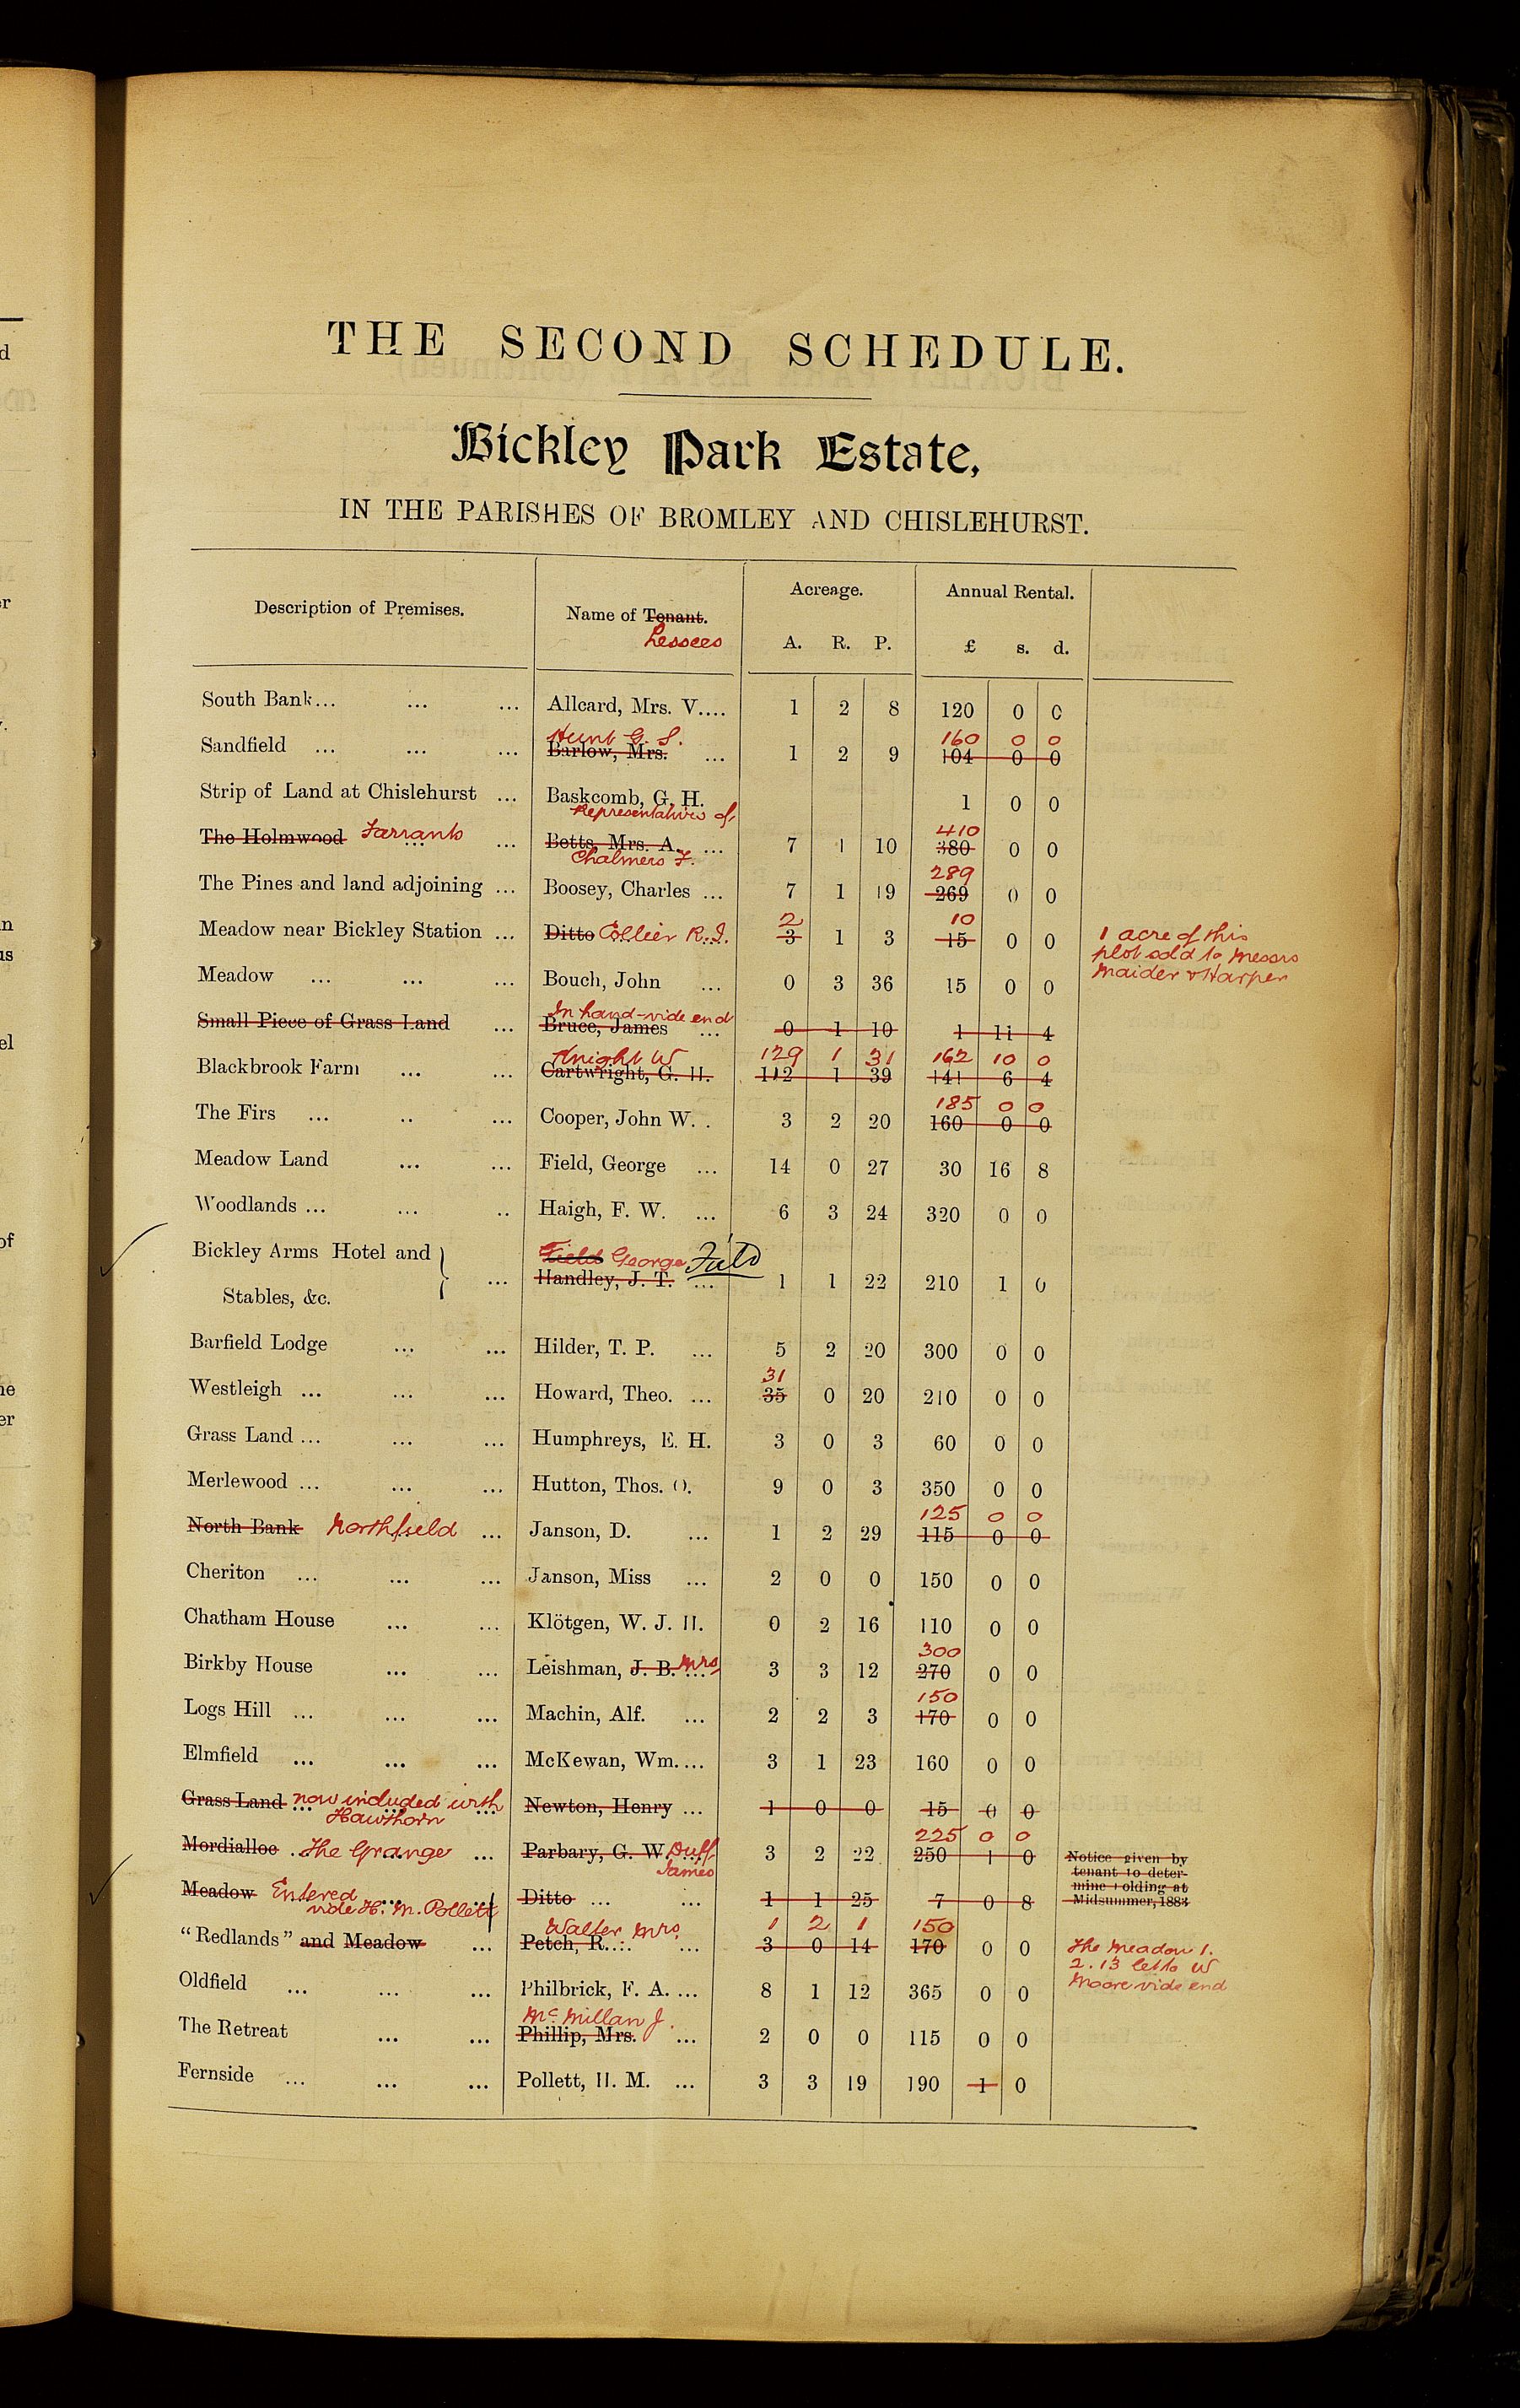 THE SECOND SCHEDULE.
Bickley Park Estate,
IN THE PARISHES OF BROMLEY AND CHISLEHURST.
Description of Premises. Name of Tenant. Acreage. Annual Rental.
Lessees A. R. P. £ s. d.
South Bank... ... ... Allcard, Mrs. V.... 1 2 8 120 0 0
Hunt G. S. 160 0 0
Sandfield ... ... ... Barlow, Mrs. ... 1 2 9 104 0 0
Strip of Land at Chislehurst ... Baskcomb, G. H. 1 0 0
Representatives of 410
The Holmwood Farrants ... ... Betts, Mrs. A. ... 7 1 10 380 0 0
Chalmers F. 289
The Pines and land adjoining ... Boosey, Charles ... 7 1 19 269 0 0
2 10
Meadow near Bickley Station ... Ditto ... Collier R. J. 3 1 3 15 0 0
1 acre of this
plot sold to Messrs
Maider & Harper
Meadow ... ... ... Bouch, John ... 0 3 36 15 0 0
In hand - vide end
Small Piece of Grass Land ... Bruce, James ... 0 1 10 1 11 4
Knight W 129 1 31 162 10 0
Blackbrook Farm ... ... Cartwright, G. H. 112 1 39 141 6 4
185 0 0
The Firs ... .. ... Cooper, John W. . 3 2 20 160 0 0
Meadow Land ... ... Field, George ... 14 0 27 30 16 8
Woodlands ... ... .. Haigh, F. W. ... 6 3 24 320 0 0
Field George Field
Bickley Arms Hotel and } ... Handley, J. T. ... 1 1 22 210 1 0
Stables, &c.
Barfield Lodge ... ... Hilder, T. P. ... 5 2 20 300 0 0
31
Westleigh ... ... ... Howard, Theo. ... 35 0 20 210 0 0
Grass Land ... ... ... Humphreys, E. H. 3 0 3 60 0 0
Merlewood ... ... ... Hutton, Thos. O. 9 0 3 350 0 0
125 0 0
North Bank Northfield ... Janson, D. ... 1 2 29 115 0 0
Cheriton ... ... ... Janson, Miss ... 2 0 0 150 0 0
Chatham House ... ... Klötgen, W. J. H. 0 2 16 110 0 0
300
Birkby House ... ... Leishman, J. B. ... Mrs 3 3 12 270 0 0
150
Logs Hill ... ... ... Machin, Alf. ... 2 2 3 170 0 0
Elmfield ... ... ... McKewan, Wm.... 3 1 23 160 0 0
Grass Land now included with Newton, Henry ... 1 0 0 15 0 0
Hawthorn 225 0 0
Mordialloc ... The Grange ... Parbary, G. W. Duff 3 2 22 250 1 0
James
Notice given by
tenant to deter-
mine holding at
Midsummer, 1883
Meadow Entered ... Ditto ... ... 1 1 25 7 0 8
vide H. M. Pollett
Walter Mrs. 1 2 1 150
"Redlands" and Meadow ... Petch, R. ... ... 3 0 14 170 0 0
The Meadow 1.
2. 13 let to W
Moore vide end
Oldfield ... ... ... Philbrick, F. A. ... 8 1 12 365 0 0
McMillan J.
The Retreat ... ... Phillip, Mrs. ... 2 0 0 115 0 0
Fernside ... ... ... Pollett, H. M. ... 3 3 19 190 1 0